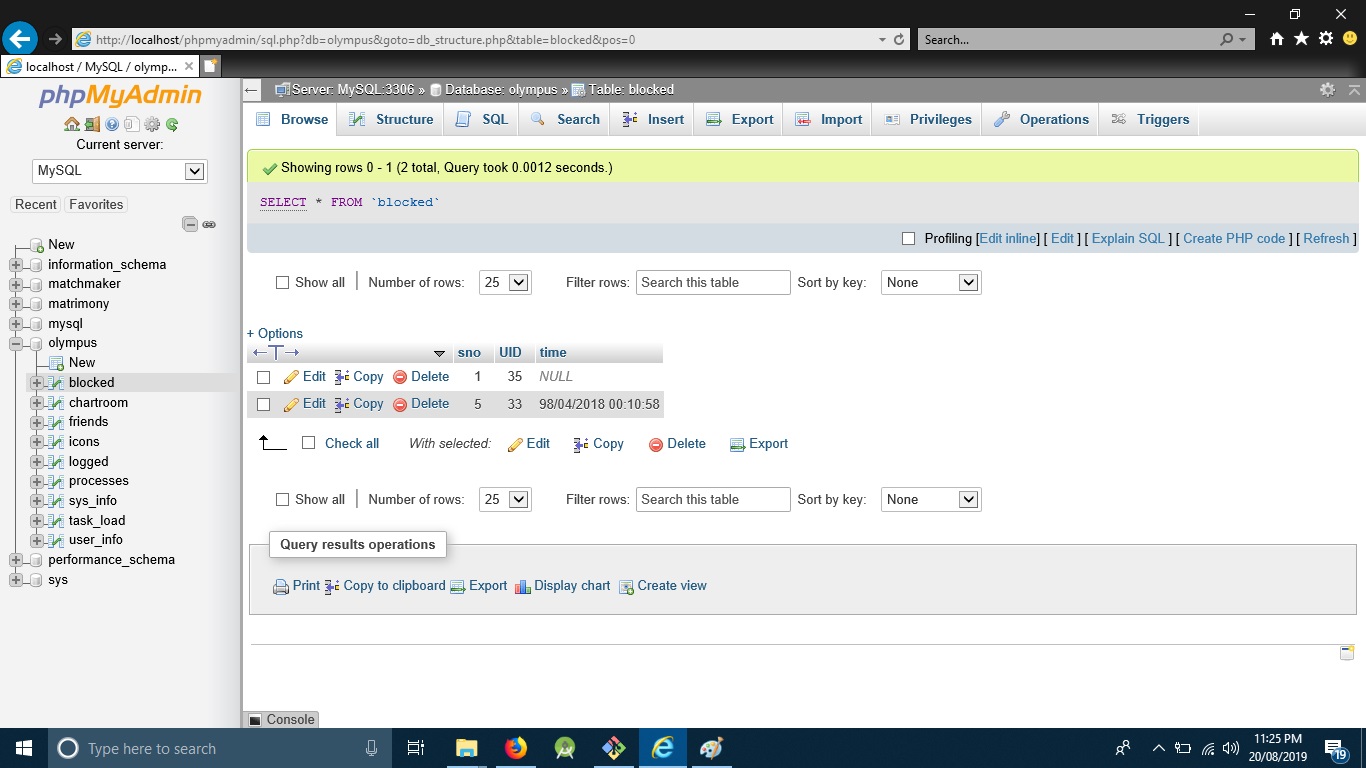 http://localhost/phpmyadmin/sql.php?db=olympus&goto=db_structure.php&table=blocked&pos=0
Search...
localhost / MySQL / olymp...
phpMyAdmin
Current server:
MySQL
Recent Favorites
New
information_schema
matchmaker
matrimony
mysql
olympus
New
blocked
chartroom
friends
icons
logged
processes
sys_info
task_load
user_info
performance_schema
sys
Server: MySQL:3306 » Database: olympus » Table: blocked
Browse Structure SQL Search Insert Export Import Privileges Operations Triggers
Showing rows 0 - 1 (2 total, Query took 0.0012 seconds.)
SELECT * FROM `blocked`
Profiling [Edit inline] [ Edit ] [ Explain SQL ] [ Create PHP code ] [ Refresh ]
Show all Number of rows: 25 Filter rows: Search this table Sort by key: None
+ Options
←T→ sno UID time
Edit Copy Delete 1 35 NULL
Edit Copy Delete 5 33 98/04/2018 00:10:58
Check all With selected: Edit Copy Delete Export
Show all Number of rows: 25 Filter rows: Search this table Sort by key: None
Query results operations
Print Copy to clipboard Export Display chart Create view
Console
Type here to search
11:25 PM
20/08/2019
19